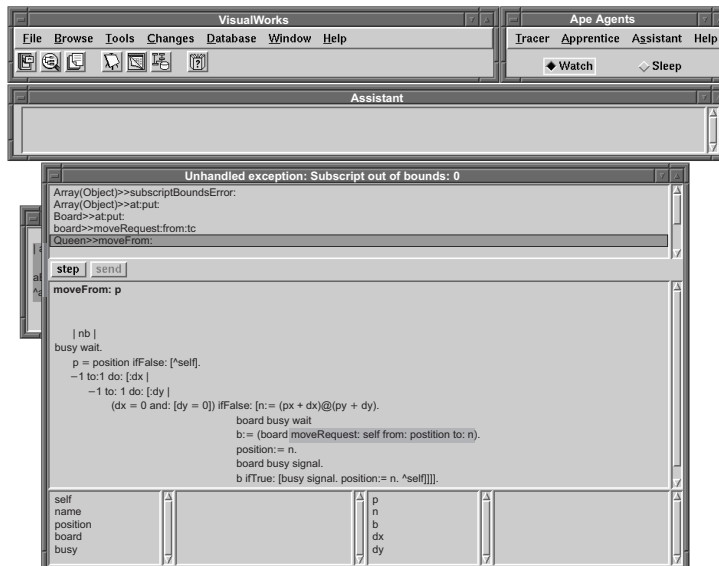 VisualWorks
File Browse Tools Changes Database Window Help
Ape Agents
Tracer Apprentice Assistant Help
Watch Sleep
Assistant
Unhandled exception: Subscript out of bounds: 0
Array(Object)>>subscriptBoundsError:
Array(Object)>>at:put:
Board>>at:put:
board>>moveRequest:from:tc
Queen>>moveFrom:
step send
moveFrom: p
| nb |
busy wait.
p = position ifFalse: [^self].
−1 to:1 do: [:dx |
−1 to: 1 do: [:dy |
(dx = 0 and: [dy = 0]) ifFalse: [n:= (px + dx)@(py + dy).
board busy wait
b:= (board moveRequest: self from: postition to: n).
position:= n.
board busy signal.
b ifTrue: [busy signal. position:= n. ^self]]]].
self
name
position
board
busy
p
n
b
dx
dy